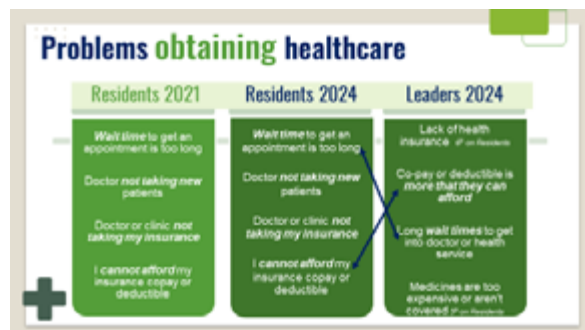 Problems obtaining healthcare
Residents 2021
Wait time to get an
appointment is too long
Doctor not taking new
patients
Doctor or clinic not
taking my insurance
I cannot afford my
insurance copay or
deductible
Residents 2024
Wait time to get an
appointment is too long
Doctor not taking new
patients
Doctor or clinic not
taking my insurance
I cannot afford my
insurance copay or
deductible
Leaders 2024
Lack of health
insurance on Residents
Co-pay or deductible is
more that they can
afford
Long wait times to get
into doctor or health
service
Medicines are too
expensive or aren't
covered on Residents